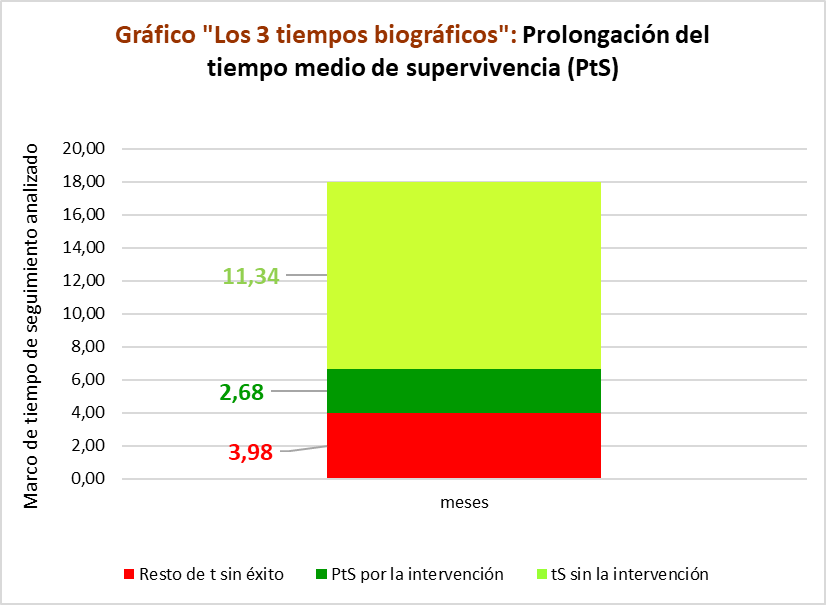 Gráfico "Los 3 tiempos biográficos": Prolongación del
tiempo medio de supervivencia (PtS)
Marco de tiempo de seguimiento analizado
20,00
18,00
16,00
14,00
12,00
10,00
8,00
6,00
4,00
2,00
0,00
11,34
2,68
3,98
meses
Resto de t sin éxito
PtS por la intervención
tS sin la intervención